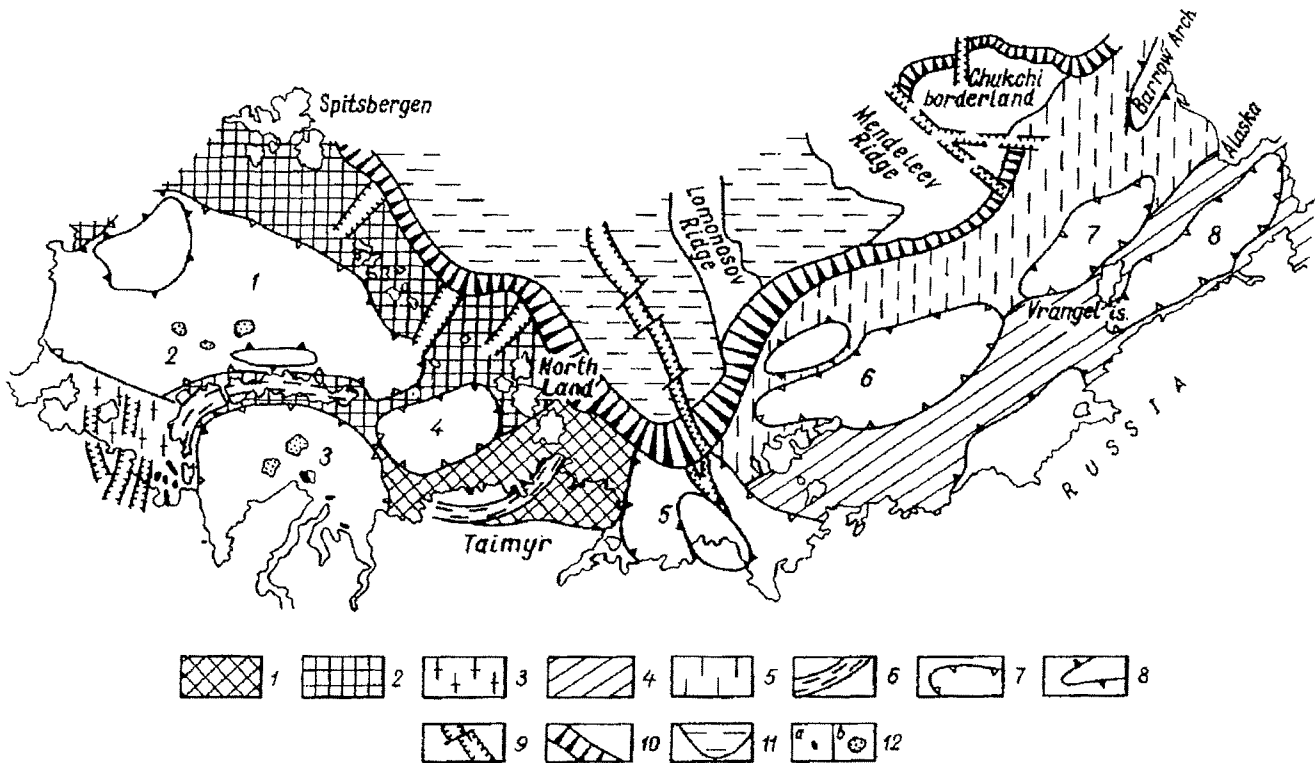 Spitsbergen
Chukchi
borderland
Barrow Arch
Alaska
Mendeleev
Ridge
Lomonosov
Ridge
1
2
3
4
North
Land
5
6
7
8
Vrangel is.
Taimyr
RUSSIA
1 2 3 4 5 6 7 8
9 10 11 a b 12